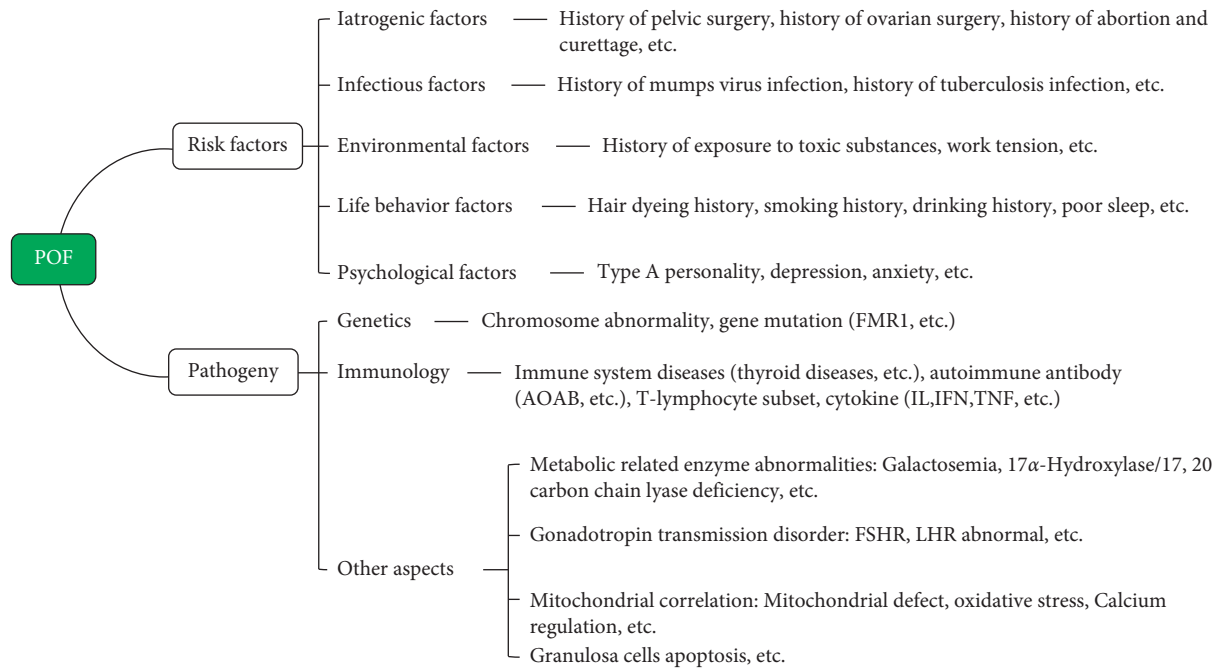 POF
Risk factors
Iatrogenic factors
History of pelvic surgery, history of ovarian surgery, history of abortion and
curettage, etc.
Infectious factors
History of mumps virus infection, history of tuberculosis infection, etc.
Environmental factors
History of exposure to toxic substances, work tension, etc.
Life behavior factors
Hair dyeing history, smoking history, drinking history, poor sleep, etc.
Psychological factors
Type A personality, depression, anxiety, etc.
Pathogeny
Genetics
Chromosome abnormality, gene mutation (FMR1, etc.)
Immunology
Immune system diseases (thyroid diseases, etc.), autoimmune antibody
(AOAB, etc.), T-lymphocyte subset, cytokine (IL,IFN,TNF, etc.)
Other aspects
Metabolic related enzyme abnormalities: Galactosemia, 17α-Hydroxylase/17, 20
carbon chain lyase deficiency, etc.
Gonadotropin transmission disorder: FSHR, LHR abnormal, etc.
Mitochondrial correlation: Mitochondrial defect, oxidative stress, Calcium
regulation, etc.
Granulosa cells apoptosis, etc.